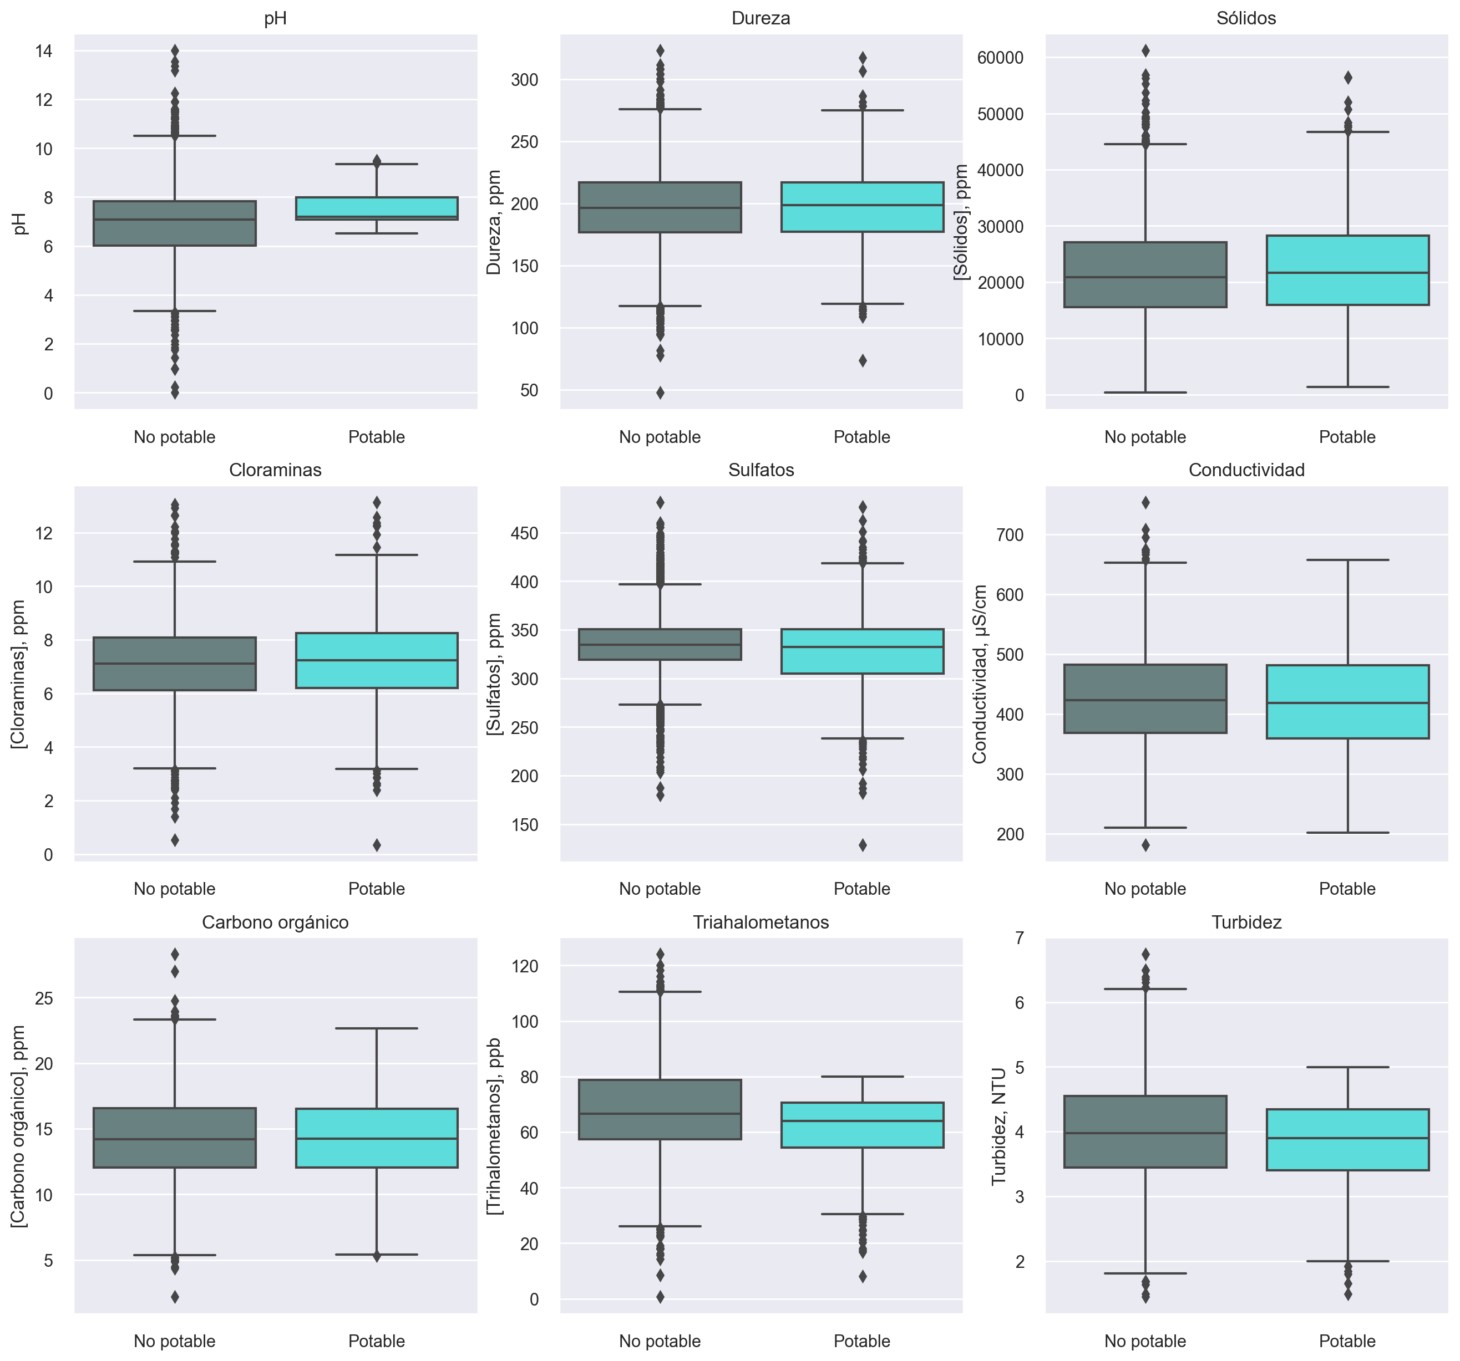 pH
Dureza
Sólidos
pH
14
12
10
8
6
4
2
0
No potable
Potable
Dureza, ppm
300
250
200
150
100
50
No potable
Potable
[Sólidos], ppm
60000
50000
40000
30000
20000
10000
0
No potable
Potable
Cloraminas
Sulfatos
Conductividad
[Cloraminas], ppm
12
10
8
6
4
2
0
No potable
Potable
[Sulfatos], ppm
450
400
350
300
250
200
150
No potable
Potable
Conductividad, μS/cm
700
600
500
400
300
200
No potable
Potable
Carbono orgánico
Triahalometanos
Turbidez
[Carbono orgánico], ppm
25
20
15
10
5
No potable
Potable
[Trihalometanos], ppb
120
100
80
60
40
20
0
No potable
Potable
Turbidez, NTU
7
6
5
4
3
2
No potable
Potable